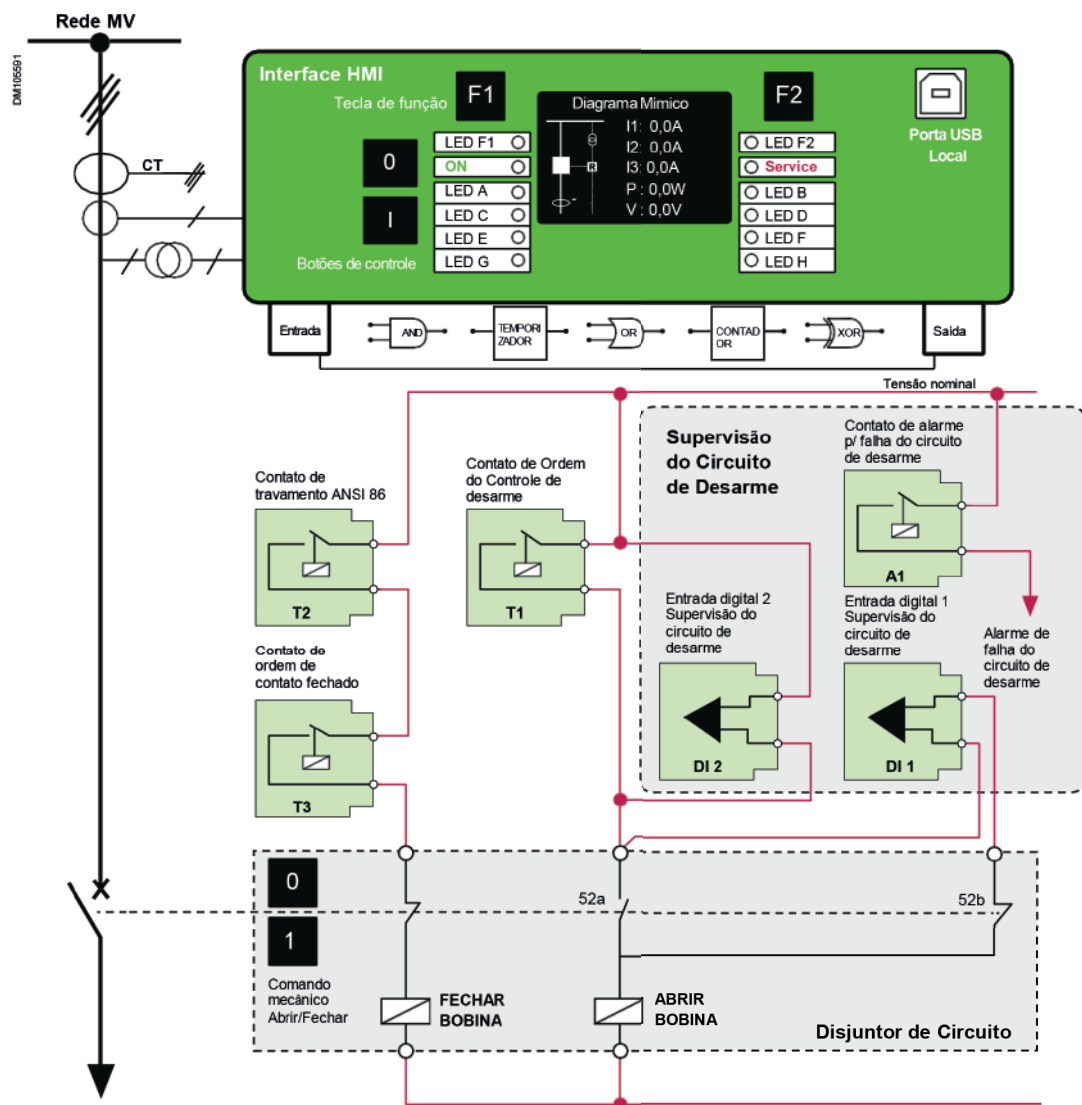 Rede MV
DM105591
Interface HMI
Tecla de função
F1
F2
Diagrama Mimico
I1: 0,0A
I2: 0,0A
I3: 0,0A
P : 0,0W
V : 0,0V
R
Porta USB
Local
0
I
Botões de controle
LED F1
ON
LED A
LED C
LED E
LED G
LED F2
Service
LED B
LED D
LED F
LED H
CT
Entrada
AND
TEMPORI
ZADOR
OR
CONTAD
OR
XOR
Saida
Tensão nominal
Supervisão
do Circuito
de Desarme
Contato de alarme
p/ falha do circuito
de desarme
A1
Contato de
travamento ANSI 86
T2
Contato de Ordem
do Controle de
desarme
T1
Entrada digital 2
Supervisão do
circuito de
desarme
DI 2
Entrada digital 1
Supervisão do
circuito de
desarme
DI 1
Alarme de
falha do
circuito de
desarme
Contato de
ordem de
contato fechado
T3
0
1
Comando
mecânico
Abrir/Fechar
52a
52b
FECHAR
BOBINA
ABRIR
BOBINA
Disjuntor de Circuito